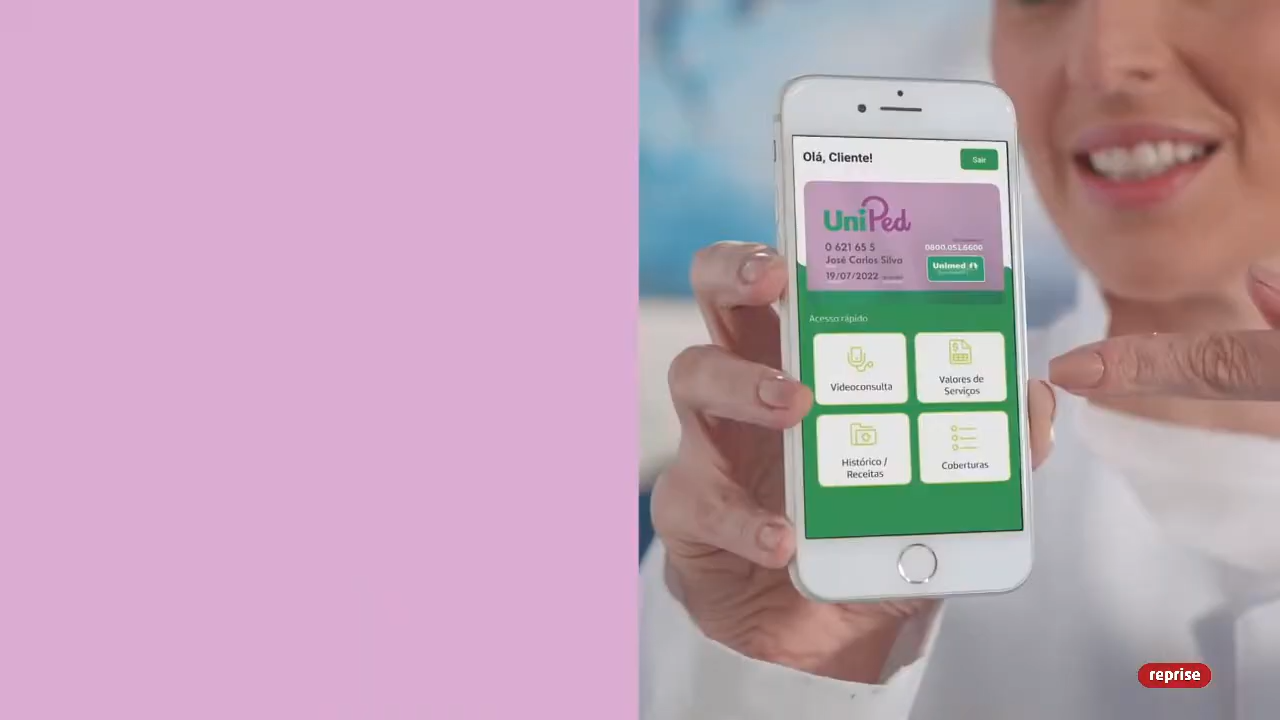 Olá, Cliente!
Sair
UniPed
0 621 65 5
0800.051.6600
José Carlos Silva
Unimed
19/07/2022
Acesso rápido
Videoconsulta
Valores de
Serviços
Histórico /
Receitas
Coberturas
reprise